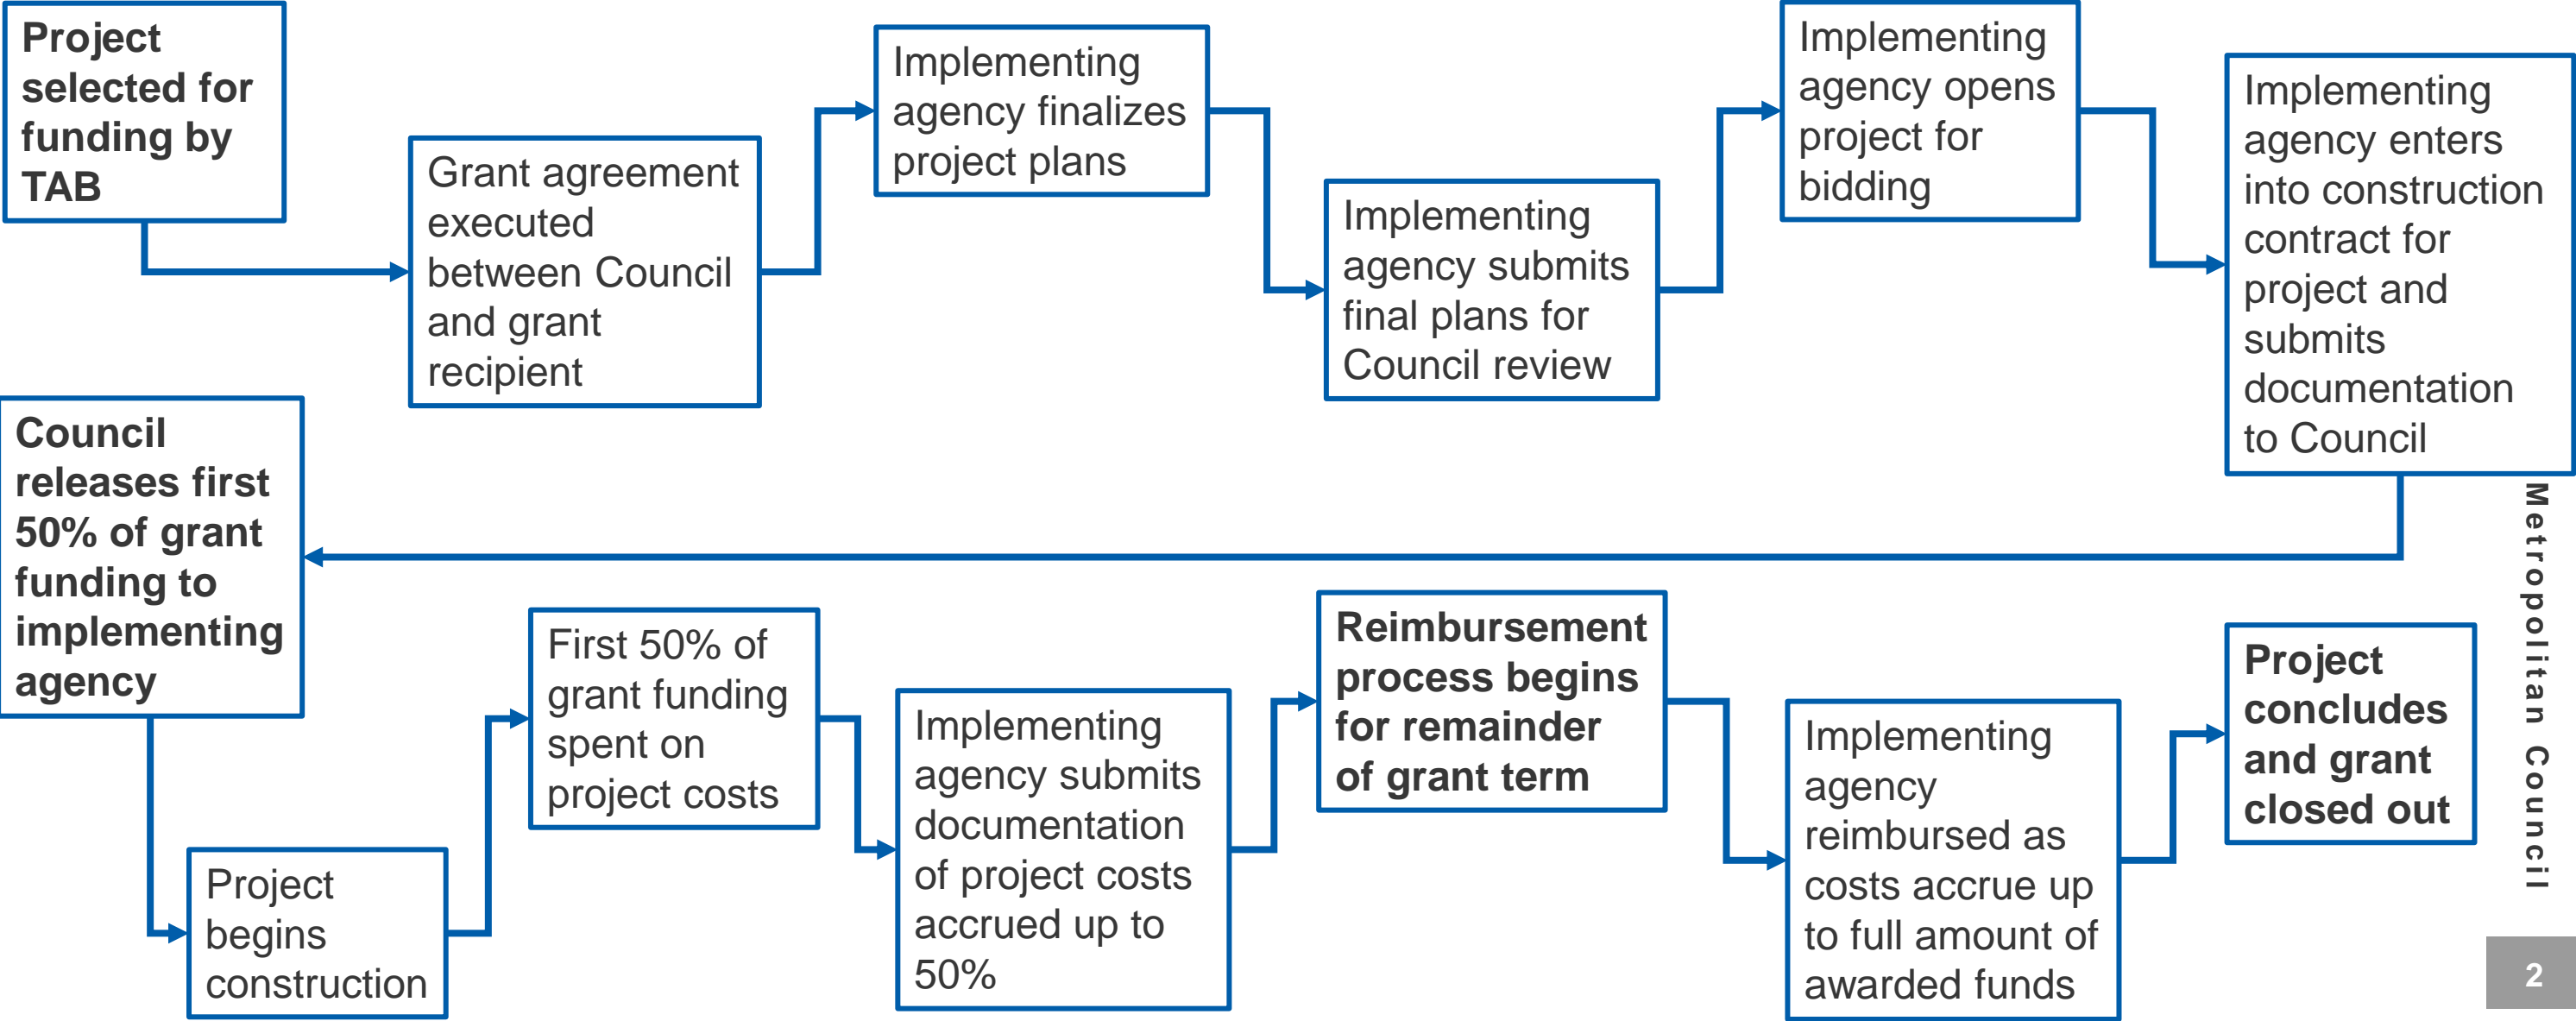 Project
selected for
funding by
TAB
Grant agreement
executed
between Council
and grant
recipient
Implementing
agency finalizes
project plans
Implementing
agency submits
final plans for
Council review
Implementing
agency opens
project for
bidding
Implementing
agency enters
into construction
contract for
project and
submits
documentation
to Council
Council
releases first
50% of grant
funding to
implementing
agency
Project
begins
construction
First 50% of
grant funding
spent on
project costs
Implementing
agency submits
documentation
of project costs
accrued up to
50%
Reimbursement
process begins
for remainder
of grant term
Implementing
agency
reimbursed as
costs accrue up
to full amount of
awarded funds
Project
concludes
and grant
closed out
Metropolitan Council
2